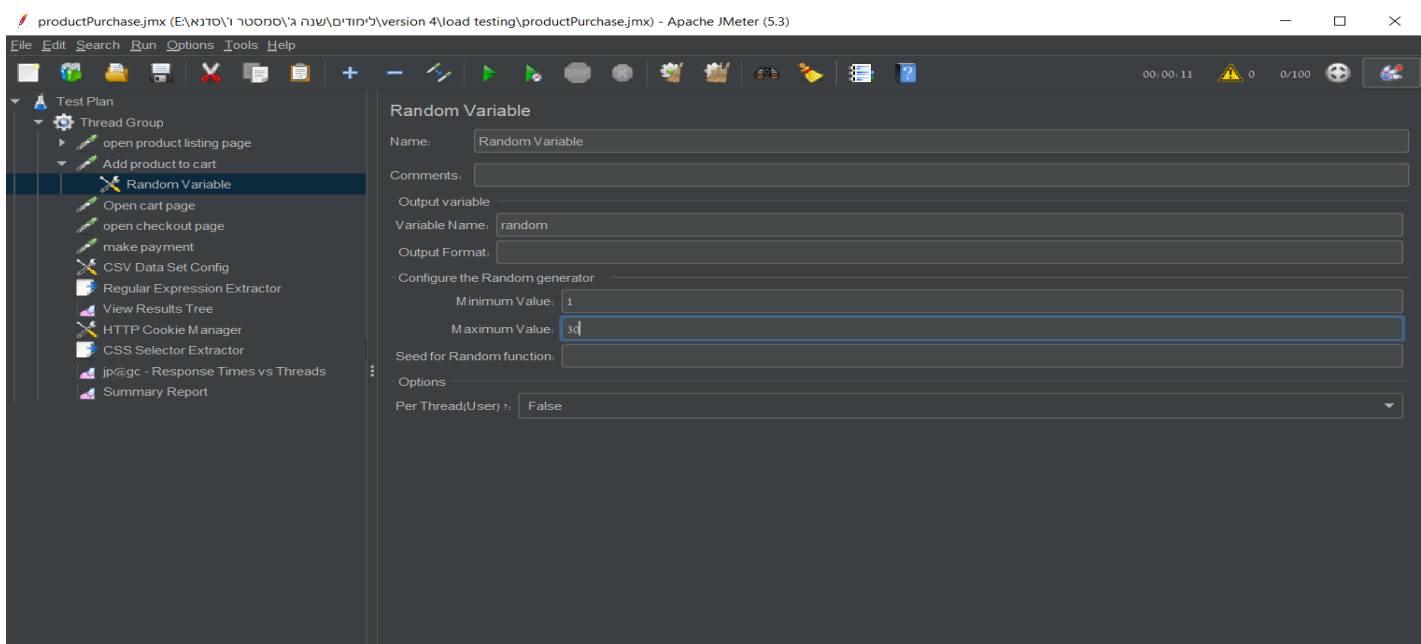 productPurchase.jmx (E:\לימודים\שנה ג'\סמסטר ו'\סדנא\version 4\load testing\productPurchase.jmx) - Apache JMeter (5.3)
File Edit Search Run Options Tools Help
00:00:11 0 0/100
Test Plan
Thread Group
open product listing page
Add product to cart
Random Variable
Open cart page
open checkout page
make payment
CSV Data Set Config
Regular Expression Extractor
View Results Tree
HTTP Cookie Manager
CSS Selector Extractor
jp@gc - Response Times vs Threads
Summary Report
Random Variable
Name: Random Variable
Comments:
Output variable
Variable Name: random
Output Format:
Configure the Random generator
Minimum Value: 1
Maximum Value: 30
Seed for Random function:
Options
Per Thread(User) ?: False